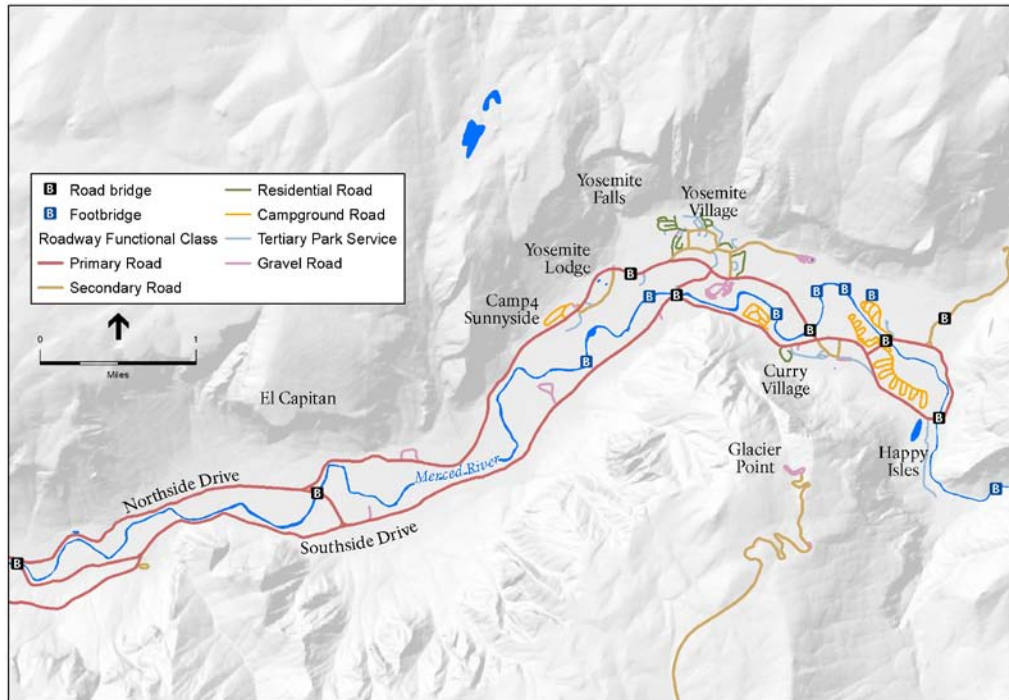 B Road bridge
B Footbridge
Roadway Functional Class
Primary Road
Secondary Road
Residential Road
Campground Road
Tertiary Park Service
Gravel Road
0 1
Miles
Yosemite
Falls
Yosemite
Village
Yosemite
Lodge
Camp4
Sunnyside
B
B
B
B
B
B
B
B
B
B
B
B
Curry
Village
El Capitan
Glacier
Point
Happy
Isles
B
B
Merced River
Northside Drive
B
Southside Drive
B